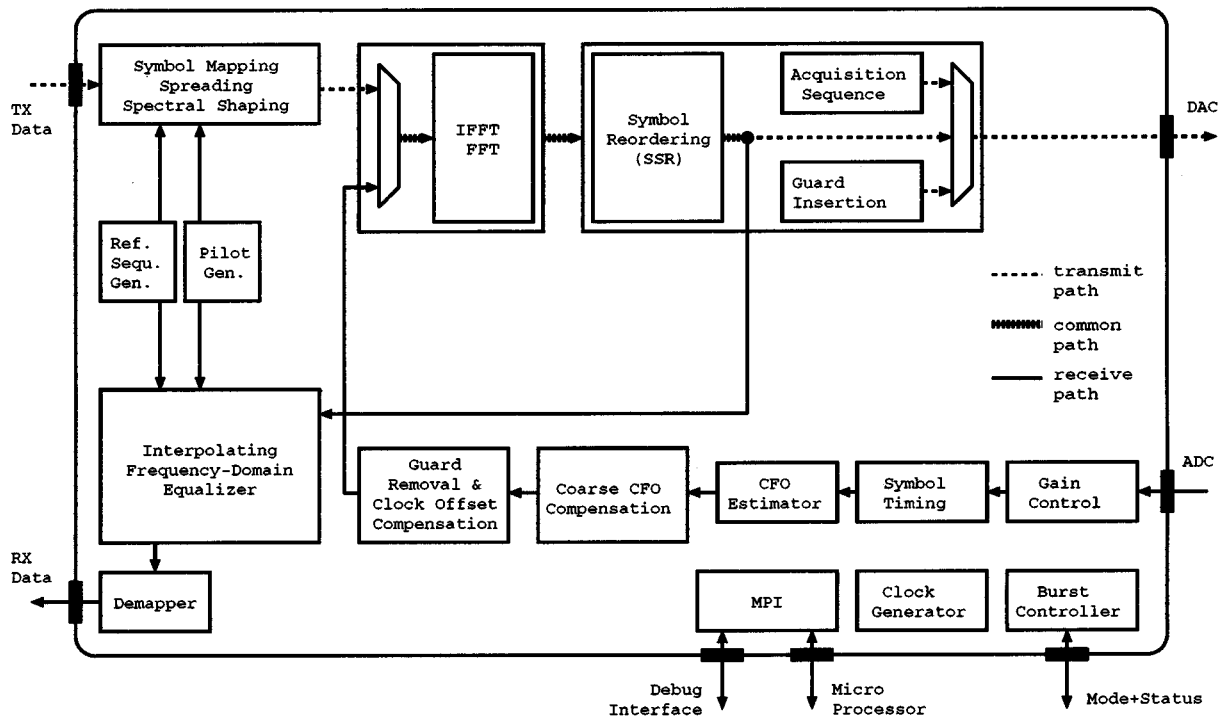 TX
Data
Symbol Mapping
Spreading
Spectral Shaping
IFFT
FFT
Symbol
Reordering
(SSR)
Acquisition
Sequence
Guard
Insertion
DAC
Ref.
Sequ.
Gen.
Pilot
Gen.
transmit
path
common
path
receive
path
Interpolating
Frequency-Domain
Equalizer
Guard
Removal &
Clock Offset
Compensation
Coarse CFO
Compensation
CFO
Estimator
Symbol
Timing
Gain
Control
ADC
RX
Data
Demapper
MPI
Clock
Generator
Burst
Controller
Debug
Interface
Micro
Processor
Mode+Status